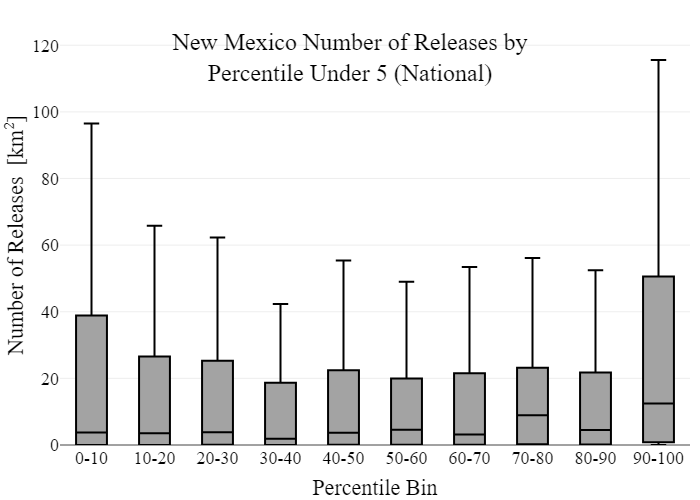 New Mexico Number of Releases by
Percentile Under 5 (National)
Number of Releases [km²]
120
100
80
60
40
20
0
0-10 10-20 20-30 30-40 40-50 50-60 60-70 70-80 80-90 90-100
Percentile Bin